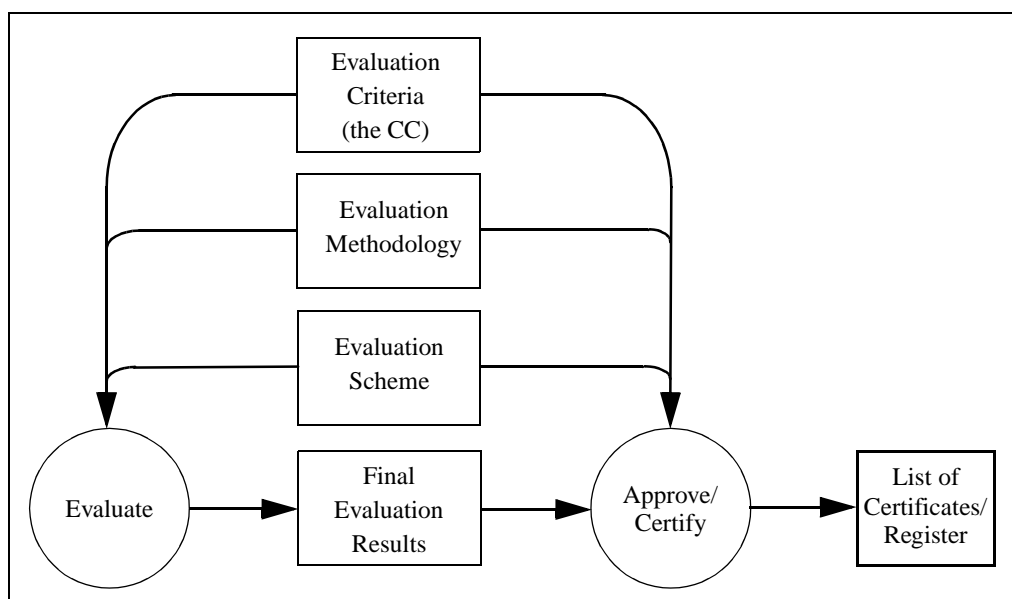 Evaluation
Criteria
(the CC)
Evaluation
Methodology
Evaluation
Scheme
Evaluate
Final
Evaluation
Results
Approve/
Certify
List of
Certificates/
Register